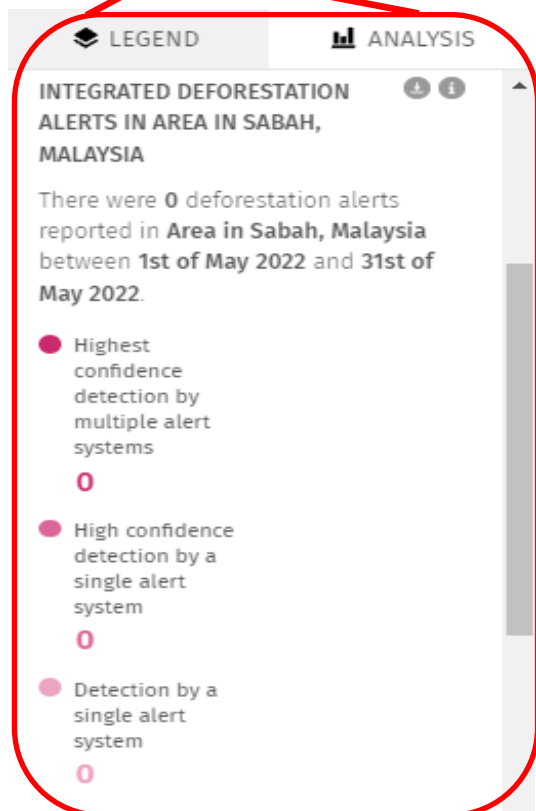 LEGEND
ANALYSIS
INTEGRATED DEFORESTATION
ALERTS IN AREA IN SABAH,
MALAYSIA
There were 0 deforestation alerts
reported in Area in Sabah, Malaysia
between 1st of May 2022 and 31st of
May 2022.
Highest
confidence
detection by
multiple alert
systems
0
High confidence
detection by a
single alert
system
0
Detection by a
single alert
system
0